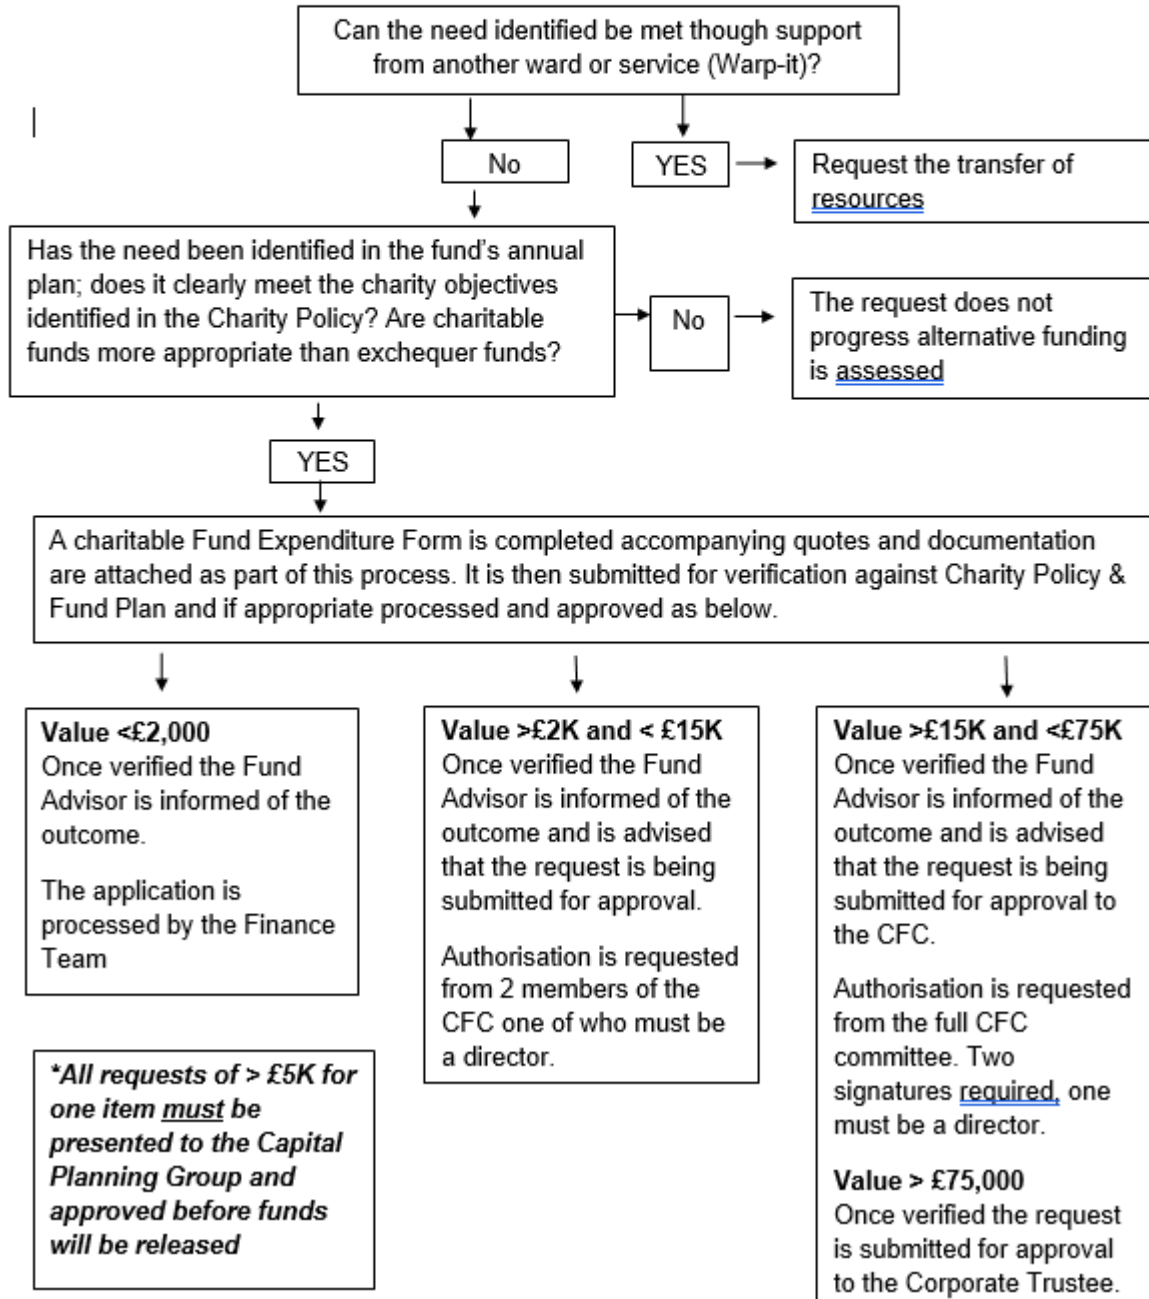 Can the need identified be met though support
from another ward or service (Warp-it)?
No
YES
Request the transfer of
resources
Has the need been identified in the fund's annual
plan; does it clearly meet the charity objectives
identified in the Charity Policy? Are charitable
funds more appropriate than exchequer funds?
No
The request does not
progress alternative funding
is assessed
YES
A charitable Fund Expenditure Form is completed accompanying quotes and documentation
are attached as part of this process. It is then submitted for verification against Charity Policy &
Fund Plan and if appropriate processed and approved as below.
Value <£2,000
Once verified the Fund
Advisor is informed of the
outcome.
The application is
processed by the Finance
Team
*All requests of > £5K for
one item must be
presented to the Capital
Planning Group and
approved before funds
will be released
Value >£2K and < £15K
Once verified the Fund
Advisor is informed of the
outcome and is advised
that the request is being
submitted for approval.
Authorisation is requested
from 2 members of the
CFC one of who must be
a director.
Value >£15K and <£75K
Once verified the Fund
Advisor is informed of the
outcome and is advised
that the request is being
submitted for approval to
the CFC.
Authorisation is requested
from the full CFC
committee. Two
signatures required, one
must be a director.
Value > £75,000
Once verified the request
is submitted for approval
to the Corporate Trustee.